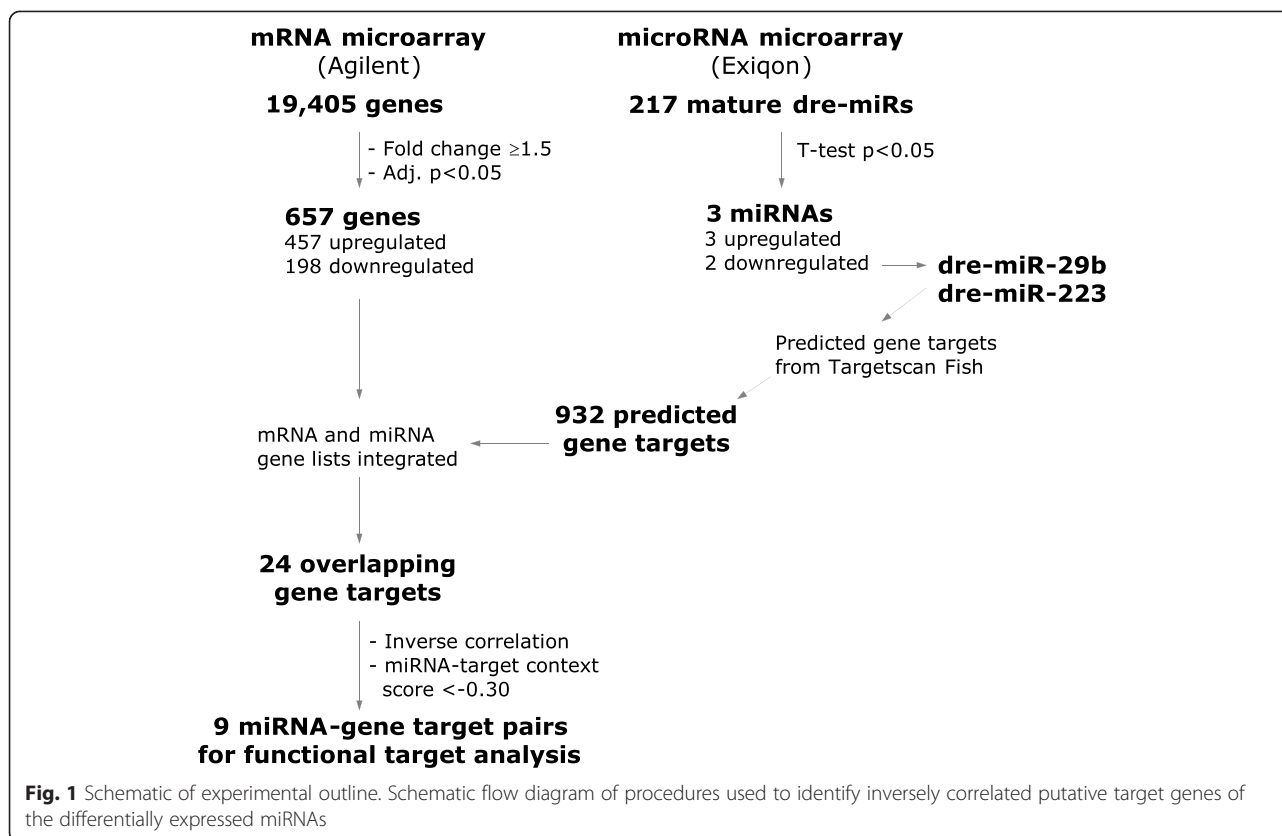 mRNA microarray
(Agilent)
19,405 genes
- Fold change ≥1.5
- Adj. p<0.05
657 genes
457 upregulated
198 downregulated
microRNA microarray
(Exiqon)
217 mature dre-miRs
T-test p<0.05
3 miRNAs
3 upregulated
2 downregulated
dre-miR-29b
dre-miR-223
Predicted gene targets
from Targetscan Fish
932 predicted
gene targets
mRNA and miRNA
gene lists integrated
24 overlapping
gene targets
- Inverse correlation
- miRNA-target context
score <-0.30
9 miRNA-gene target pairs
for functional target analysis
Fig. 1 Schematic of experimental outline. Schematic flow diagram of procedures used to identify inversely correlated putative target genes of
the differentially expressed miRNAs